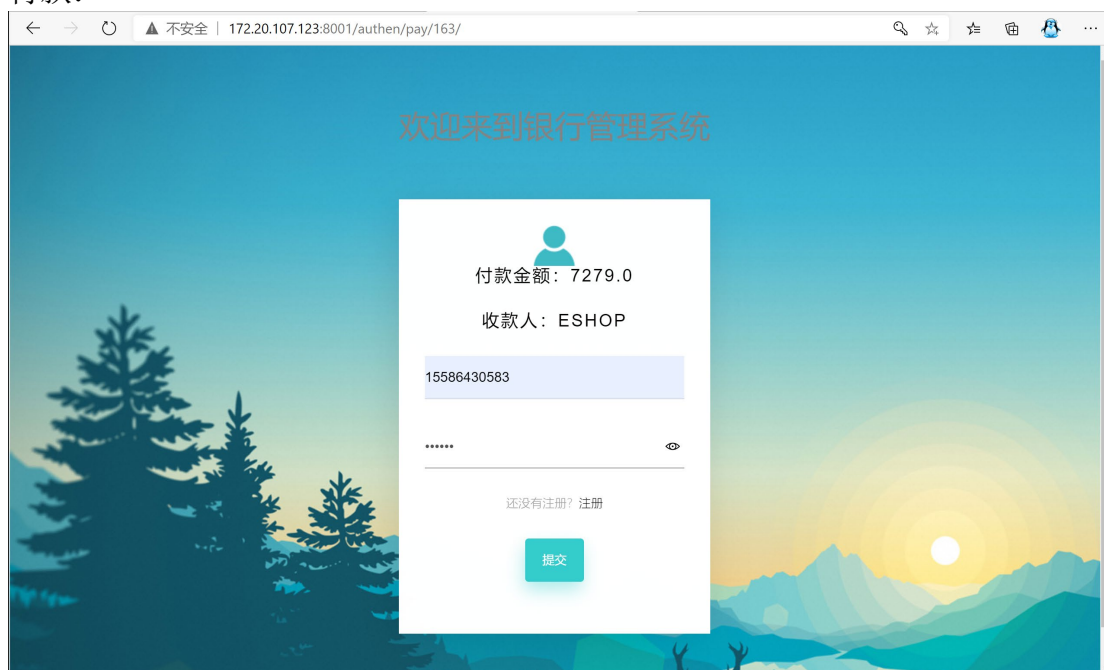 付款:
不安全 | 172.20.107.123:8001/authen/pay/163/
欢迎来到银行管理系统
付款金额: 7279.0
收款人: ESHOP
15586430583
••••••
还没有注册? 注册
提交